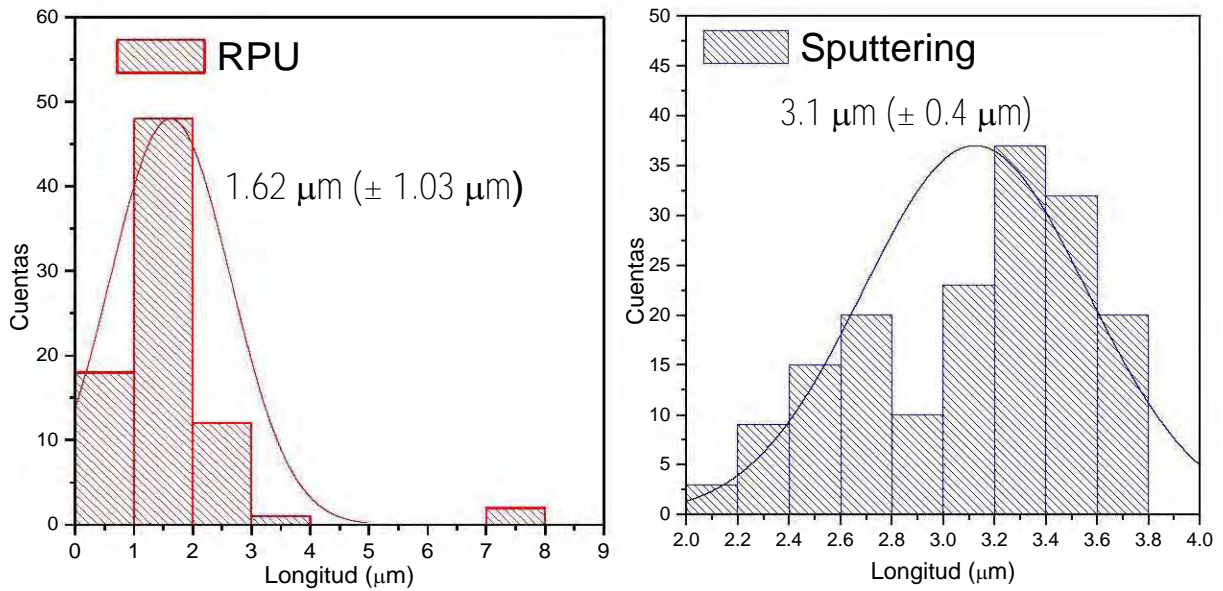 RPU
1.62 μm (± 1.03 μm)
Cuentas
60
50
40
30
20
10
0
0 1 2 3 4 5 6 7 8 9
Longitud (μm)
Sputtering
3.1 μm (± 0.4 μm)
Cuentas
50
45
40
35
30
25
20
15
10
5
0
2.0 2.2 2.4 2.6 2.8 3.0 3.2 3.4 3.6 3.8 4.0
Longitud (μm)